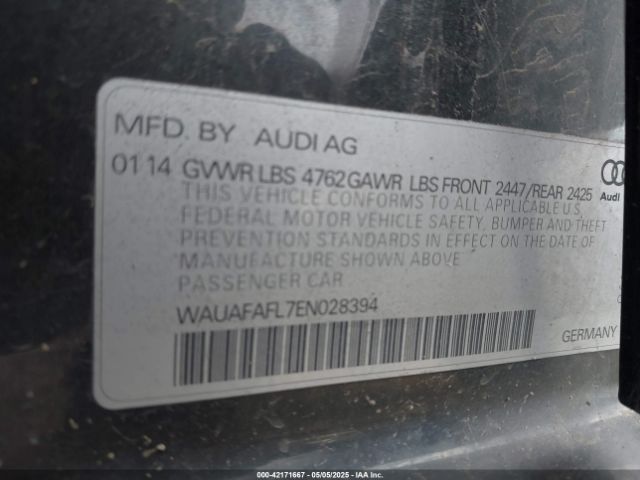 MFD. BY AUDI AG
01 14 GVWR LBS 4762 GAWR LBS FRONT 2447/REAR 2425
Audi
THIS VEHICLE CONFORMS TO ALL APPLICABLE U.S.
FEDERAL MOTOR VEHICLE SAFETY, BUMPER AND THEFT
PREVENTION STANDARDS IN EFFECT ON THE DATE OF
MANUFACTURE SHOWN ABOVE
PASSENGER CAR
WAUAFAFL7EN028394
GERMANY
000-42171667 - 05/05/2025 - IAAI.COM